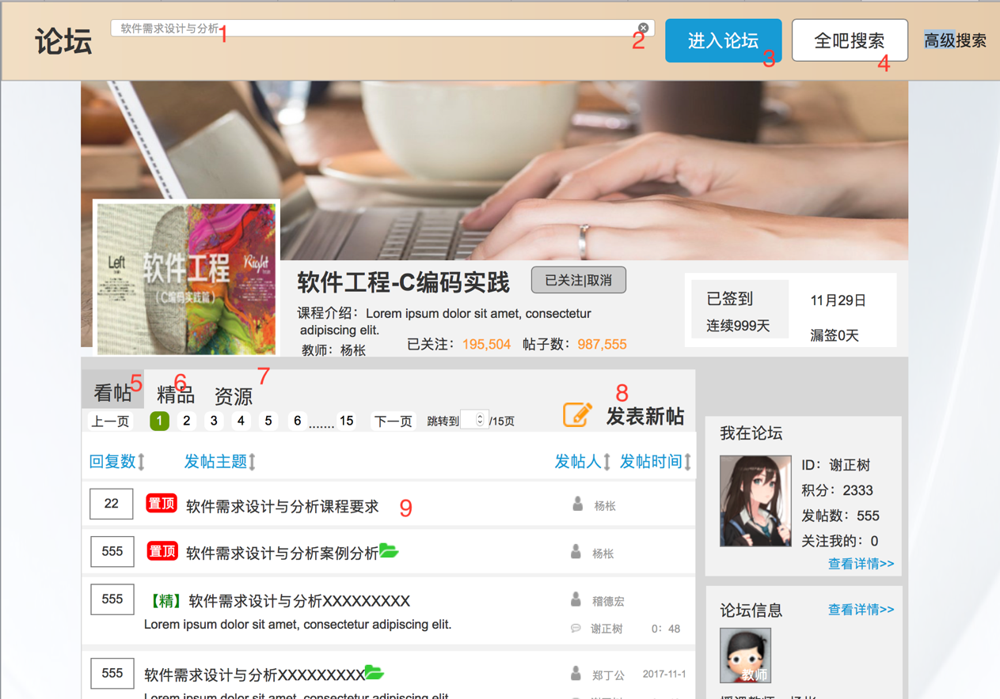 论坛
软件需求设计与分析
1
2
进入论坛
3
全吧搜索
4
高级搜索
Left
软件工程
Right
(C编码实践篇)
软件工程-C编码实践
已关注|取消
课程介绍：Lorem ipsum dolor sit amet, consectetur
adipiscing elit.
教师：杨枨
已关注：195,504
帖子数：987,555
已签到
连续999天
11月29日
漏签0天
看帖
5
精品
6
资源
7
8
发表新帖
上一页 1 2 3 4 5 6 ....... 15 下一页 跳转到 /15页
回复数 发帖主题 发帖人 发帖时间
22 置顶 软件需求设计与分析课程要求 9 杨枨
555 置顶 软件需求设计与分析案例分析 杨枨
555 【精】软件需求设计与分析XXXXXXXXX 稽德宏
Lorem ipsum dolor sit amet, consectetur adipiscing elit. 谢正树 0：48
555 软件需求设计与分析XXXXXXXXX 郑丁公 2017-11-1
Lorem ipsum dolor sit amet, consectetur adipiscing elit.
我在论坛
ID：谢正树
积分：2333
发帖数：555
关注我的：0
查看详情>>
论坛信息 查看详情>>
教师